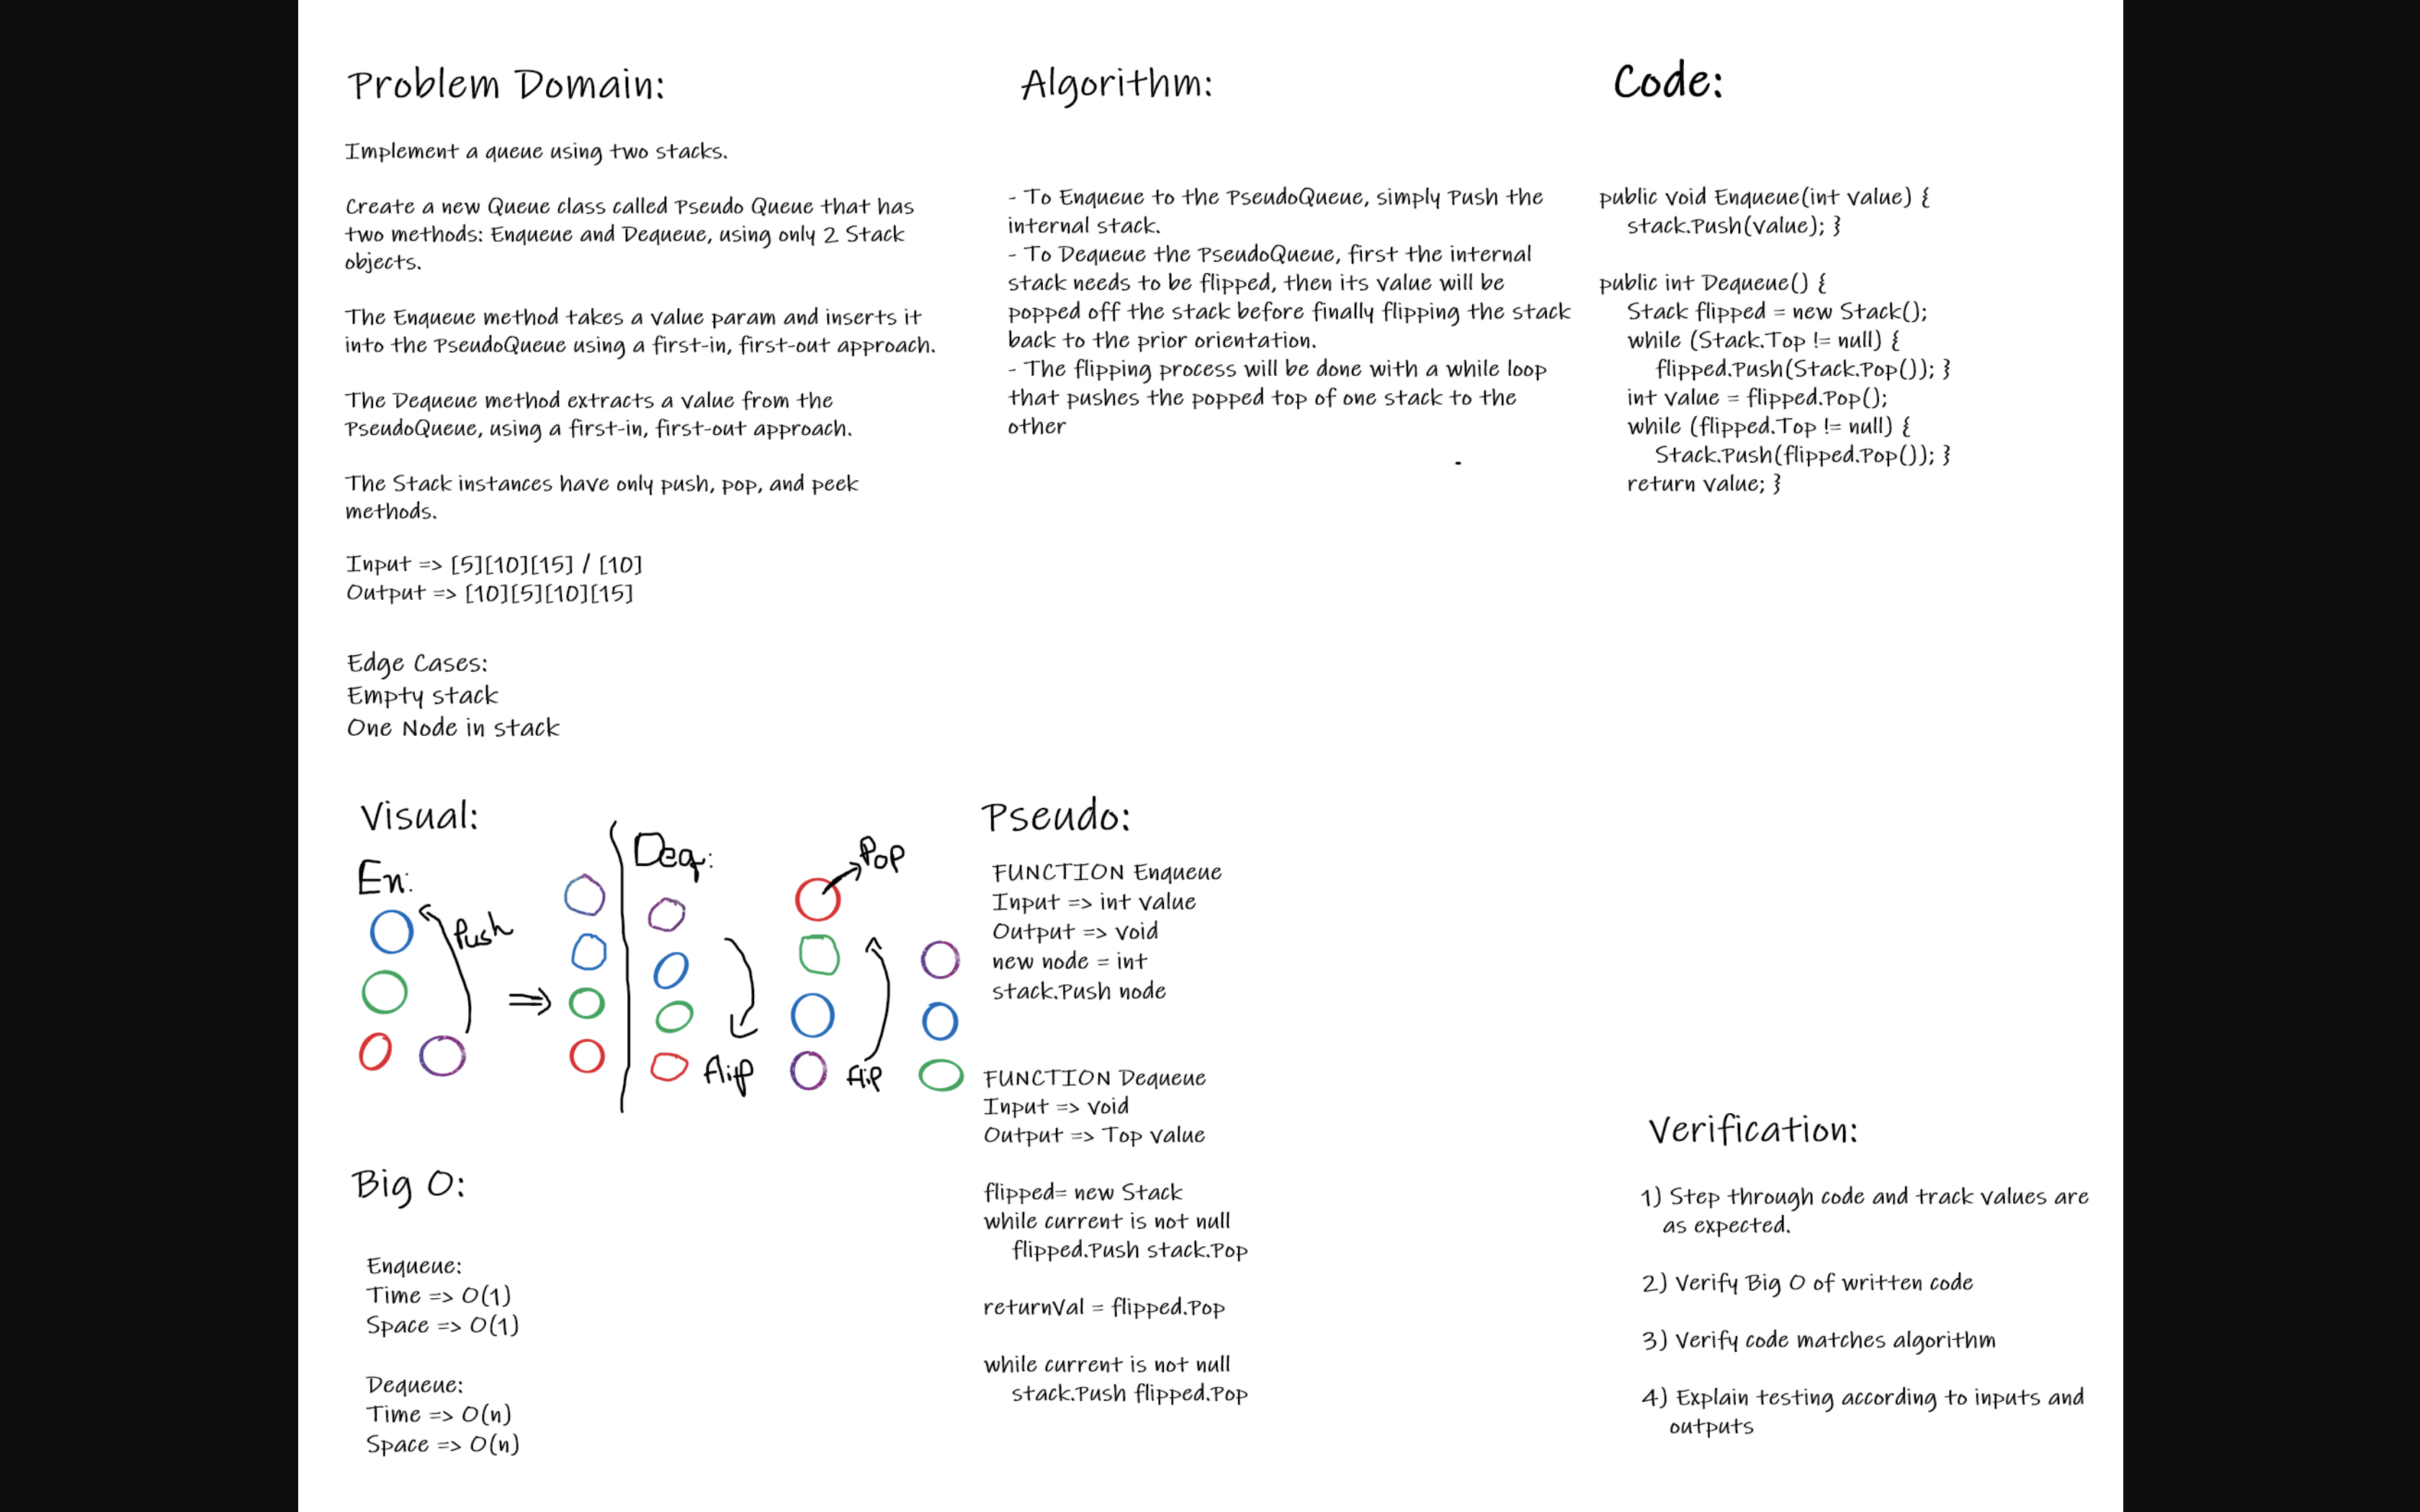 Problem Domain:
Implement a queue using two stacks.
Create a new Queue class called Pseudo Queue that has
two methods: Enqueue and Dequeue, using only 2 Stack
objects.
The Enqueue method takes a value param and inserts it
into the PseudoQueue using a first-in, first-out approach.
The Dequeue method extracts a value from the
PseudoQueue, using a first-in, first-out approach.
The Stack instances have only push, pop, and peek
methods.
Input => [5][10][15] / [10]
Output => [10][5][10][15]
Edge Cases:
Empty stack
One Node in stack
Algorithm:
- To Enqueue to the PseudoQueue, simply Push the
internal stack.
- To Dequeue the PseudoQueue, first the internal
stack needs to be flipped, then its value will be
popped off the stack before finally flipping the stack
back to the prior orientation.
- The flipping process will be done with a while loop
that pushes the popped top of one stack to the
other
Code:
public void Enqueue(int value) {
stack.Push(value); }
public int Dequeue() {
Stack flipped = new Stack();
while (Stack.Top != null) {
flipped.Push(Stack.Pop()); }
int value = flipped.Pop();
while (flipped.Top != null) {
Stack.Push(flipped.Pop()); }
return value; }
Visual:
En:
Push
Deq:
Flip
Pop
Flip
Big O:
Enqueue:
Time => O(1)
Space => O(1)
Dequeue:
Time => O(n)
Space => O(n)
Pseudo:
FUNCTION Enqueue
Input => int value
Output => void
new node = int
stack.Push node
FUNCTION Dequeue
Input => void
Output => Top value
flipped= new Stack
while current is not null
flipped.Push stack.Pop
returnVal = flipped.Pop
while current is not null
stack.Push flipped.Pop
Verification:
1) Step through code and track values are
as expected.
2) Verify Big O of written code
3) Verify code matches algorithm
4) Explain testing according to inputs and
outputs